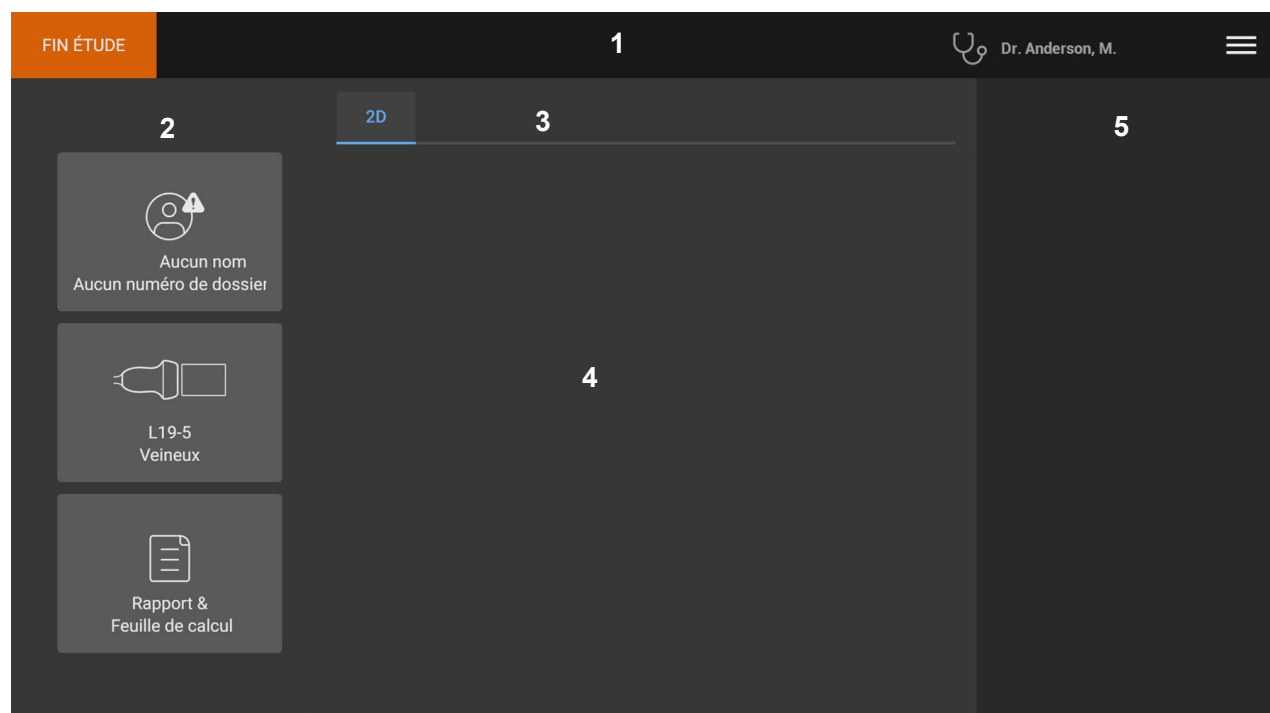 FIN ÉTUDE
1
Dr. Anderson, M.
2
2D
3
5
Aucun nom
Aucun numéro de dossier
4
L19-5
Veineux
Rapport &
Feuille de calcul